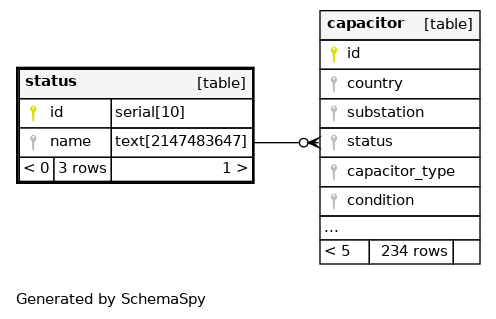 status [table]
id serial[10]
name text[2147483647]
< 0 3 rows 1 >
capacitor [table]
id
country
substation
status
capacitor_type
condition
...
< 5 234 rows
Generated by SchemaSpy